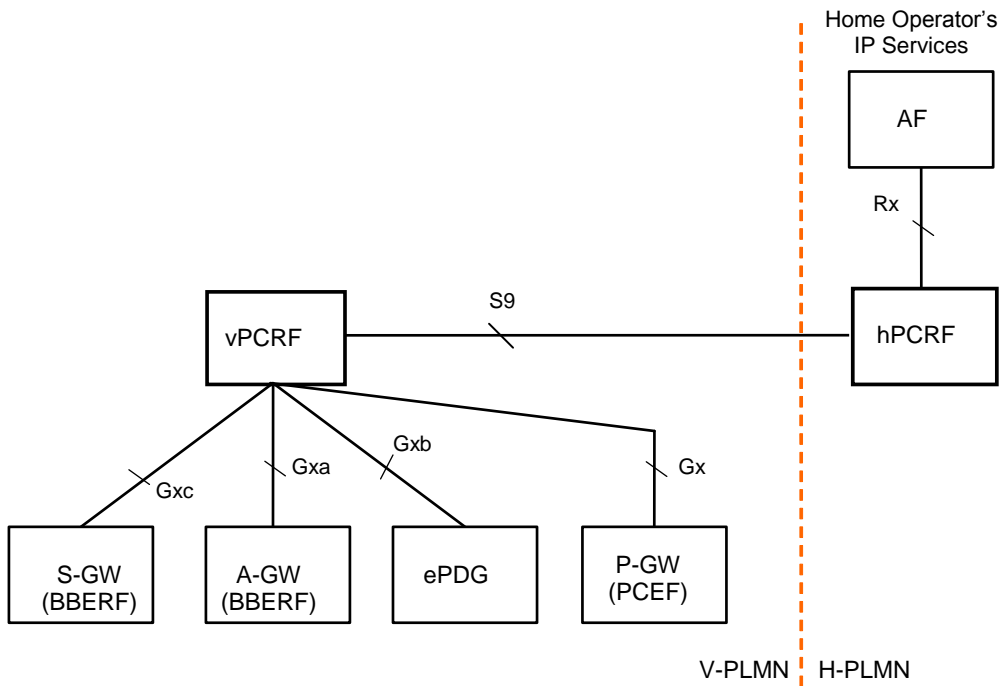 Home Operator's
IP Services
AF
Rx
S9
vPCRF
hPCRF
Gxc
Gxa
Gxb
Gx
S-GW
(BBERF)
A-GW
(BBERF)
ePDG
P-GW
(PCEF)
V-PLMN
H-PLMN